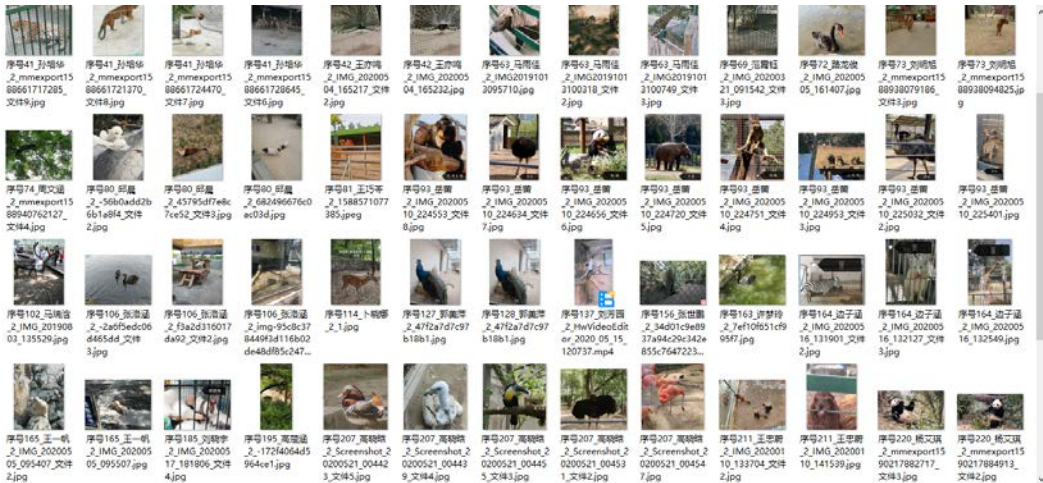 序号41_孙培华_2_mmexport1588661717285_文件9.jpg
序号41_孙培华_2_mmexport1588661721370_文件8.jpg
序号41_孙培华_2_mmexport1588661724470_文件7.jpg
序号41_孙培华_2_mmexport1588661728645_文件6.jpg
序号42_王亦鸣_2_IMG_20200504_165217_文件2.jpg
序号42_王亦鸣_2_IMG_20200504_165232.jpg
序号63_马雨佳_2_IMG20191013095710.jpg
序号63_马雨佳_2_IMG20191013100318_文件2.jpg
序号63_马雨佳_2_IMG20191013100749_文件3.jpg
序号69_范霄钰_2_IMG_20200321_091542_文件3.jpg
序号72_骆龙俊_2_IMG_20200505_161407.jpg
序号73_刘明旭_2_mmexport1588938079186_文件3.jpg
序号73_刘明旭_2_mmexport1588938094825.jpg
序号74_周文涵_2_mmexport1588940762127_文件4.jpg
序号80_邱晨_2_-56b0add2b6b1a8f4_文件2.jpg
序号80_邱晨_2_45795df7e8c7ce52_文件3.jpg
序号80_邱晨_2_682496676c0ac03d.jpg
序号81_王巧苓_2_1588571077385.jpeg
序号93_岳蕾_2_IMG_20200510_224553_文件8.jpg
序号93_岳蕾_2_IMG_20200510_224634_文件7.jpg
序号93_岳蕾_2_IMG_20200510_224656_文件6.jpg
序号93_岳蕾_2_IMG_20200510_224720_文件5.jpg
序号93_岳蕾_2_IMG_20200510_224751_文件4.jpg
序号93_岳蕾_2_IMG_20200510_224953_文件3.jpg
序号93_岳蕾_2_IMG_20200510_225032_文件2.jpg
序号93_岳蕾_2_IMG_20200510_225401.jpg
序号102_马瑞晗_2_IMG_20190803_135529.jpg
序号106_张浩涵_2_-2a6f5edc06d465dd_文件3.jpg
序号106_张浩涵_2_f3a2d316017da92_文件2.jpg
序号106_张浩涵_2_img-95c8c378449f3d116b02de48df85c247...
序号114_卜晓娜_2_1.jpg
序号127_郭美萍_2_47f2a7d7c97b18b1.jpg
序号128_郭美萍_2_47f2a7d7c97b18b1.jpg
序号137_刘芳园_2_HwVideoEditor_2020_05_15_120737.mp4
序号156_张世鹏_2_34d01c9e8937a94c29c342e855c7647223...
序号163_许梦玲_2_7ef10f651cf995f7.jpg
序号164_边子涵_2_IMG_20200516_131901_文件2.jpg
序号164_边子涵_2_IMG_20200516_132127_文件3.jpg
序号164_边子涵_2_IMG_20200516_132549.jpg
序号165_王一帆_2_IMG_20200505_095407_文件2.jpg
序号165_王一帆_2_IMG_20200505_095507.jpg
序号185_刘晓宇_2_IMG_20200517_181806_文件4.jpg
序号195_高楚涵_2_-172f4064d5964ce1.jpg
序号207_高晓晗_2_Screenshot_20200521_004423_文件5.jpg
序号207_高晓晗_2_Screenshot_20200521_004439_文件4.jpg
序号207_高晓晗_2_Screenshot_20200521_004455_文件3.jpg
序号207_高晓晗_2_Screenshot_20200521_004531_文件2.jpg
序号207_高晓晗_2_Screenshot_20200521_004547.jpg
序号211_王忠蔚_2_IMG_20200110_133704_文件2.jpg
序号211_王忠蔚_2_IMG_20200110_141539.jpg
序号220_杨艾琪_2_mmexport1590217882717_文件3.jpg
序号220_杨艾琪_2_mmexport1590217884913_文件2.jpg